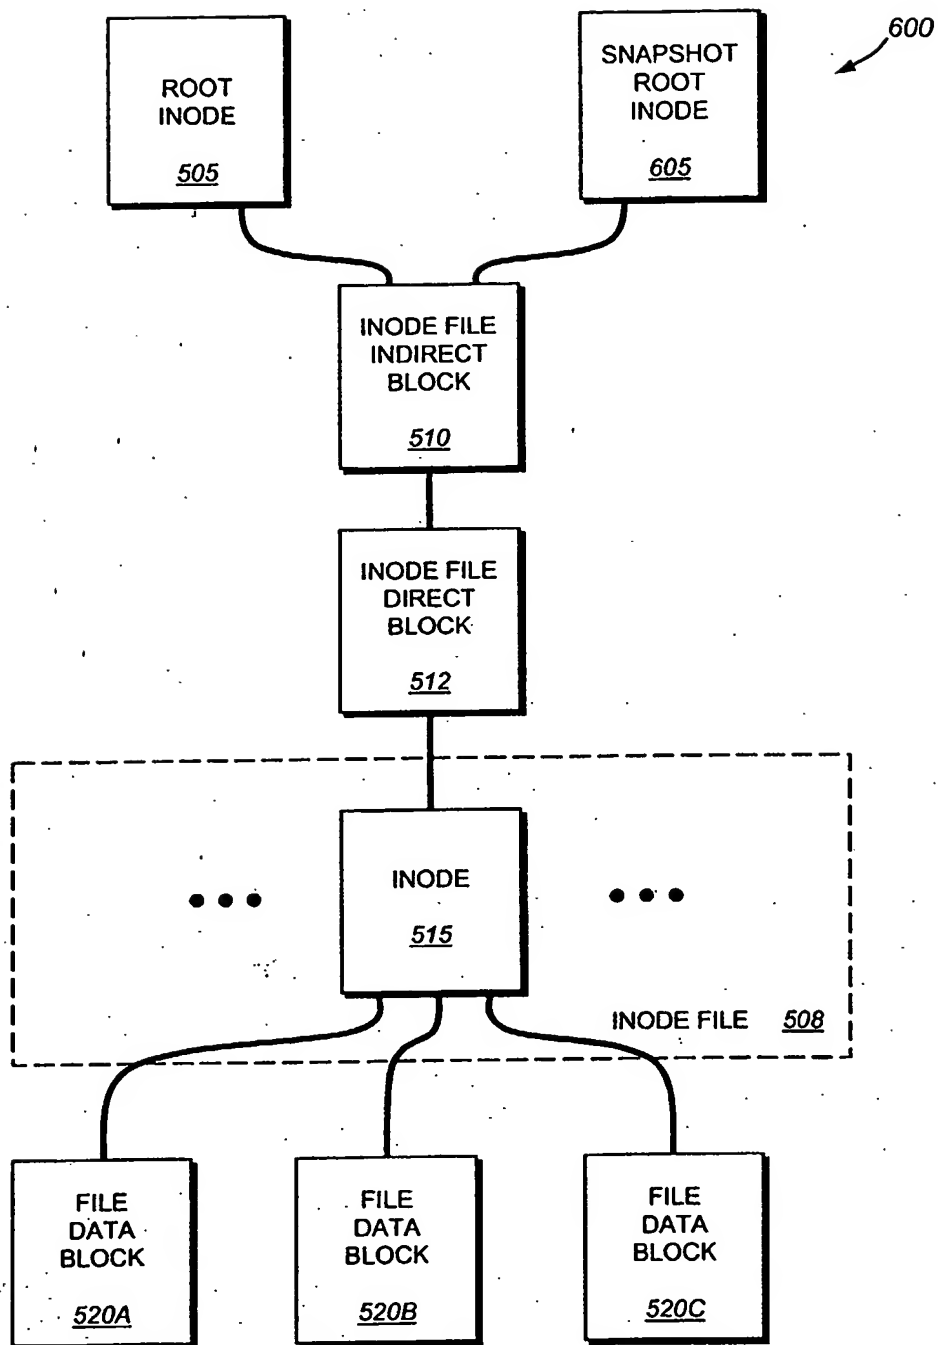 600
ROOT
INODE
505
SNAPSHOT
ROOT
INODE
605
INODE FILE
INDIRECT
BLOCK
510
INODE FILE
DIRECT
BLOCK
512
INODE
515
INODE FILE 508
FILE
DATA
BLOCK
520A
FILE
DATA
BLOCK
520B
FILE
DATA
BLOCK
520C